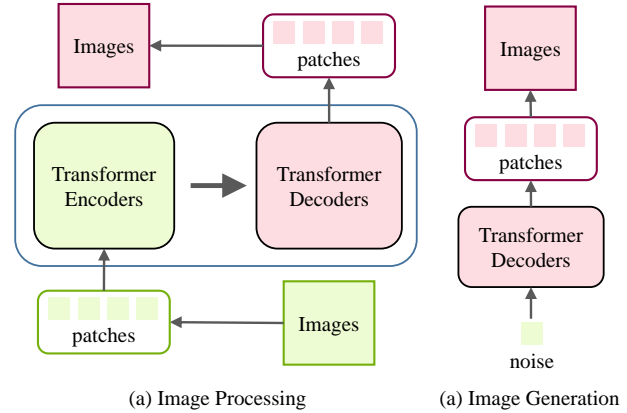 Images
patches
Transformer
Encoders
Transformer
Decoders
patches
Images
(a) Image Processing
Images
patches
Transformer
Decoders
noise
(a) Image Generation